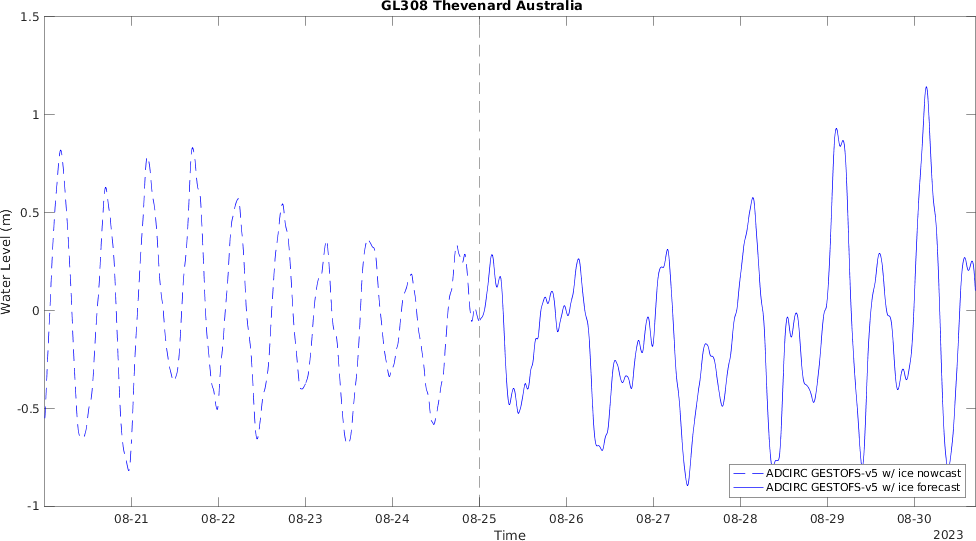 GL308 Thevenard Australia
1.5
1
0.5
0
-0.5
-1
Water Level (m)
08-21 08-22 08-23 08-24 08-25 08-26 08-27 08-28 08-29 08-30
Time
2023
ADCIRC GESTOFS-v5 w/ ice nowcast
ADCIRC GESTOFS-v5 w/ ice forecast